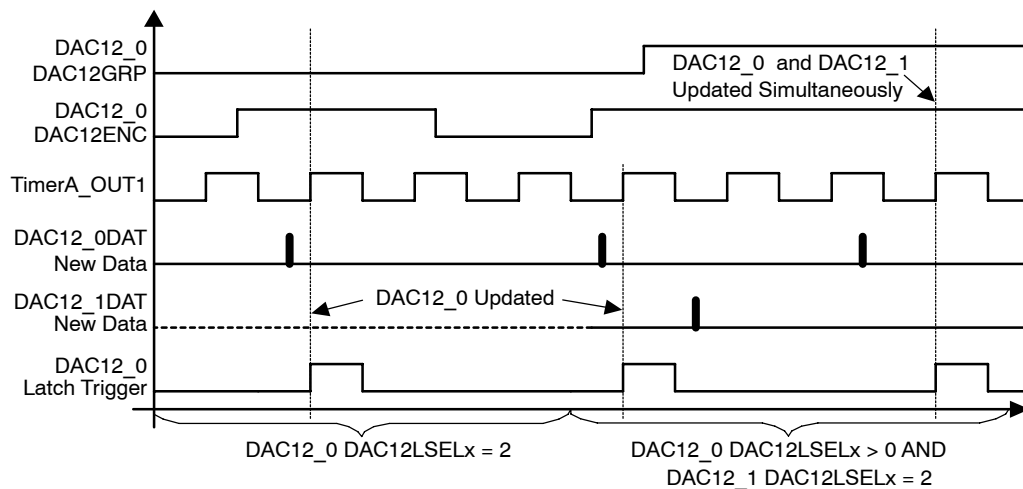 DAC12_0
DAC12GRP
DAC12_0 and DAC12_1
Updated Simultaneously
DAC12_0
DAC12ENC
TimerA_OUT1
DAC12_0DAT
New Data
DAC12_1DAT
New Data
DAC12_0 Updated
DAC12_0
Latch Trigger
DAC12_0 DAC12LSELx = 2
DAC12_0 DAC12LSELx > 0 AND
DAC12_1 DAC12LSELx = 2